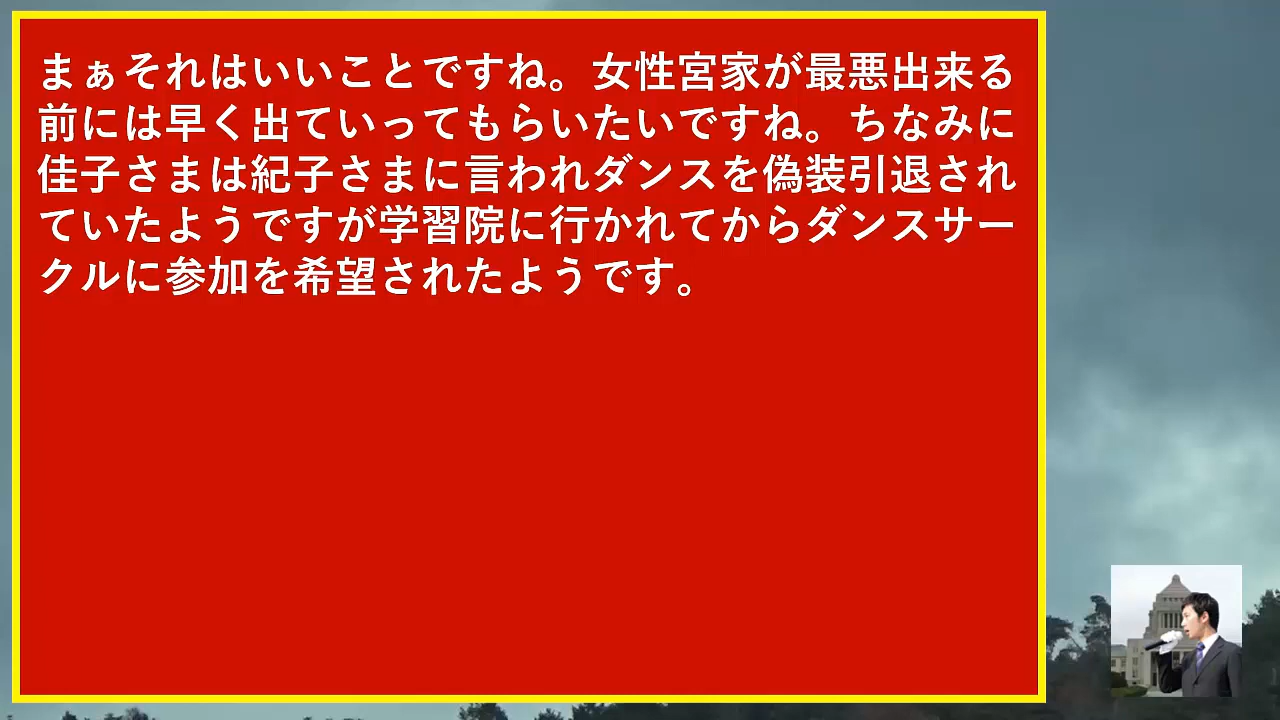 まぁそれはいいことですね。女性宮家が最悪出来る
前には早く出ていってもらいたいですね。ちなみに
佳子さまは紀子さまに言われダンスを偽装引退され
ていたようですが学習院に行かれてからダンスサー
クルに参加を希望されたようです。